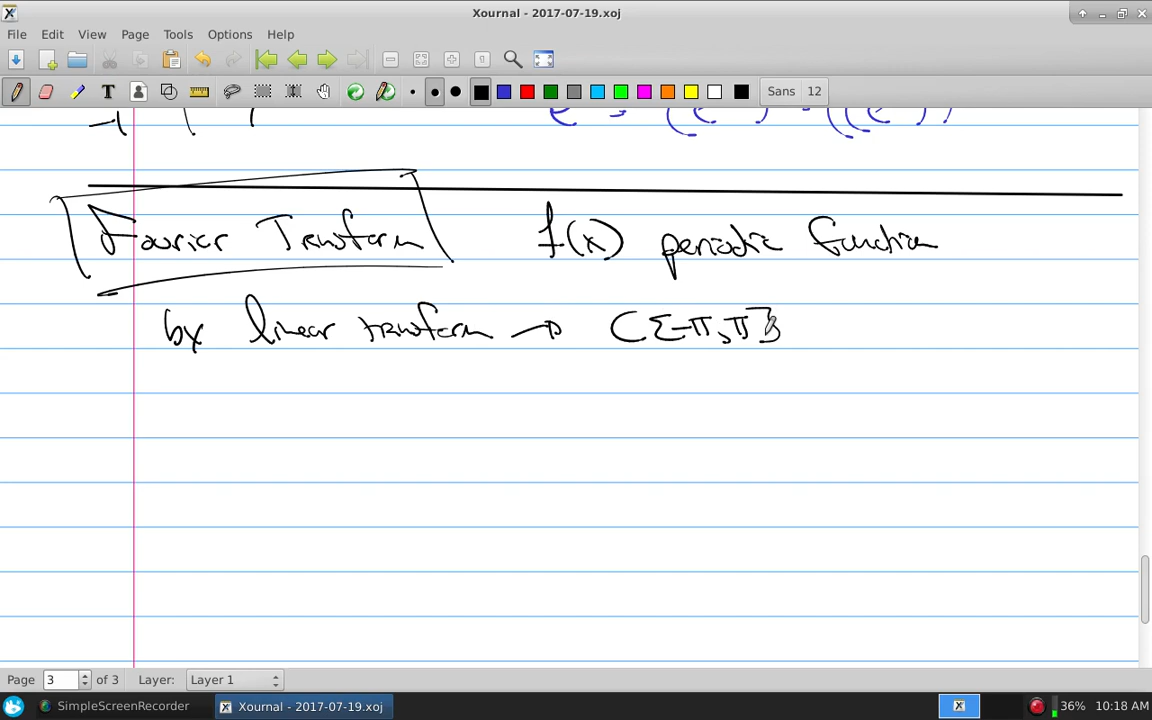 Xournal - 2017-07-19.xoj
File Edit View Page Tools Options Help
Sans 12
Fourier Transform f(x) periodic function
by linear transform → C[-π,π]
Page 3 of 3 Layer: Layer 1
SimpleScreenRecorder Xournal - 2017-07-19.xoj 36% 10:18 AM